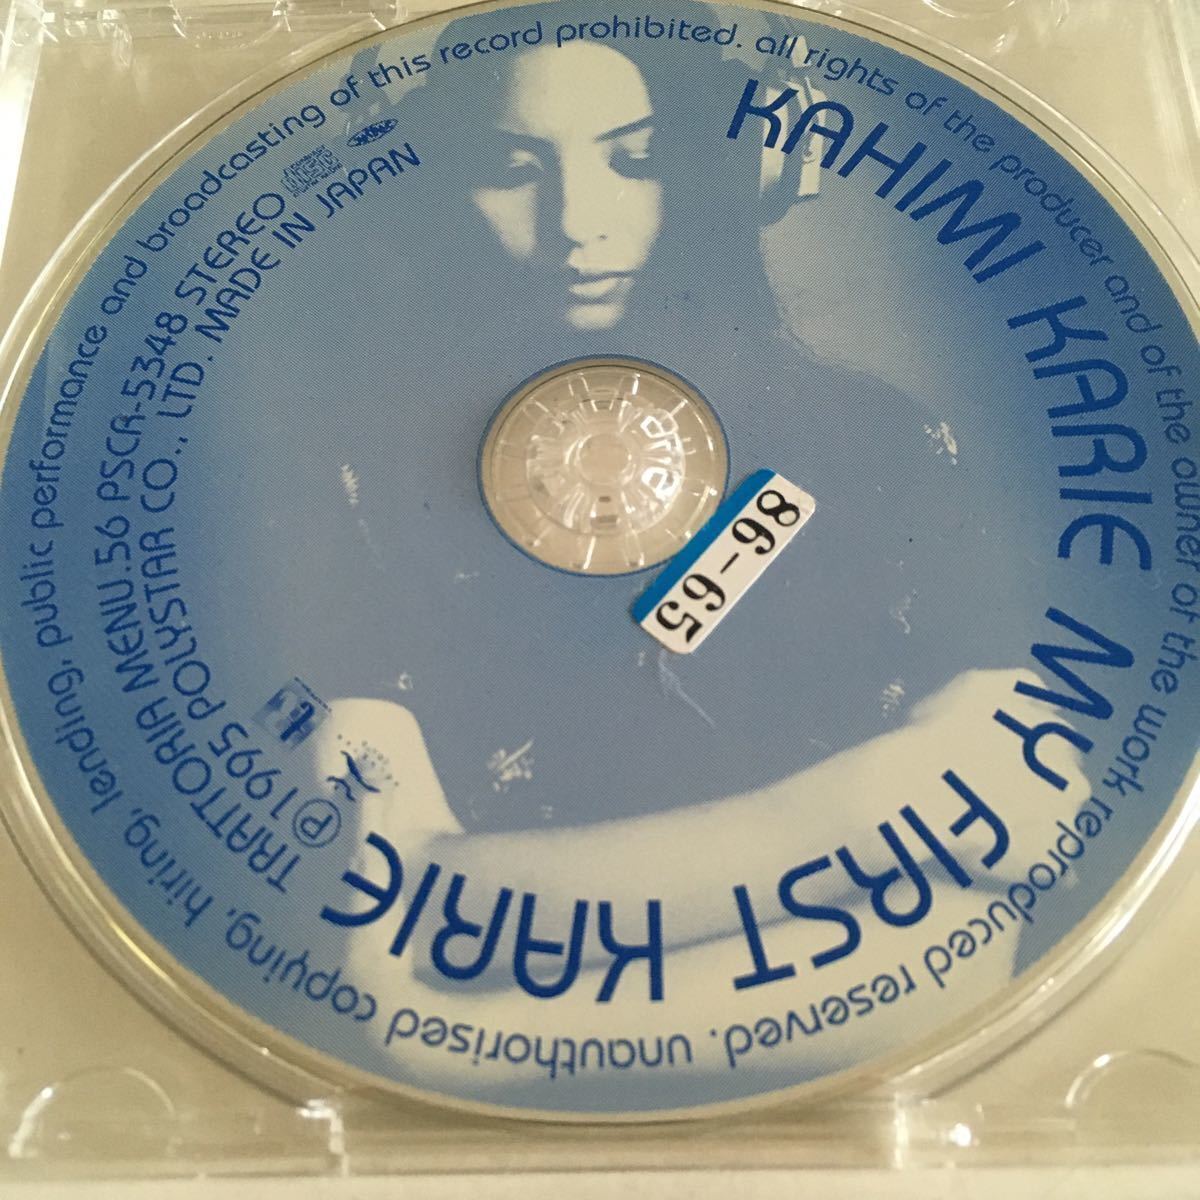 KAHIMI KARIE MY FIRST KARIE
TRATTORIA MENU.56 PSCR-5348 STEREO
Ⓟ1995 POLYSTAR CO., LTD. MADE IN JAPAN
all rights of the producer and of the owner of the work reproduced reserved. unauthorised copying, hiring, lending, public performance and broadcasting of this record prohibited.
86-65